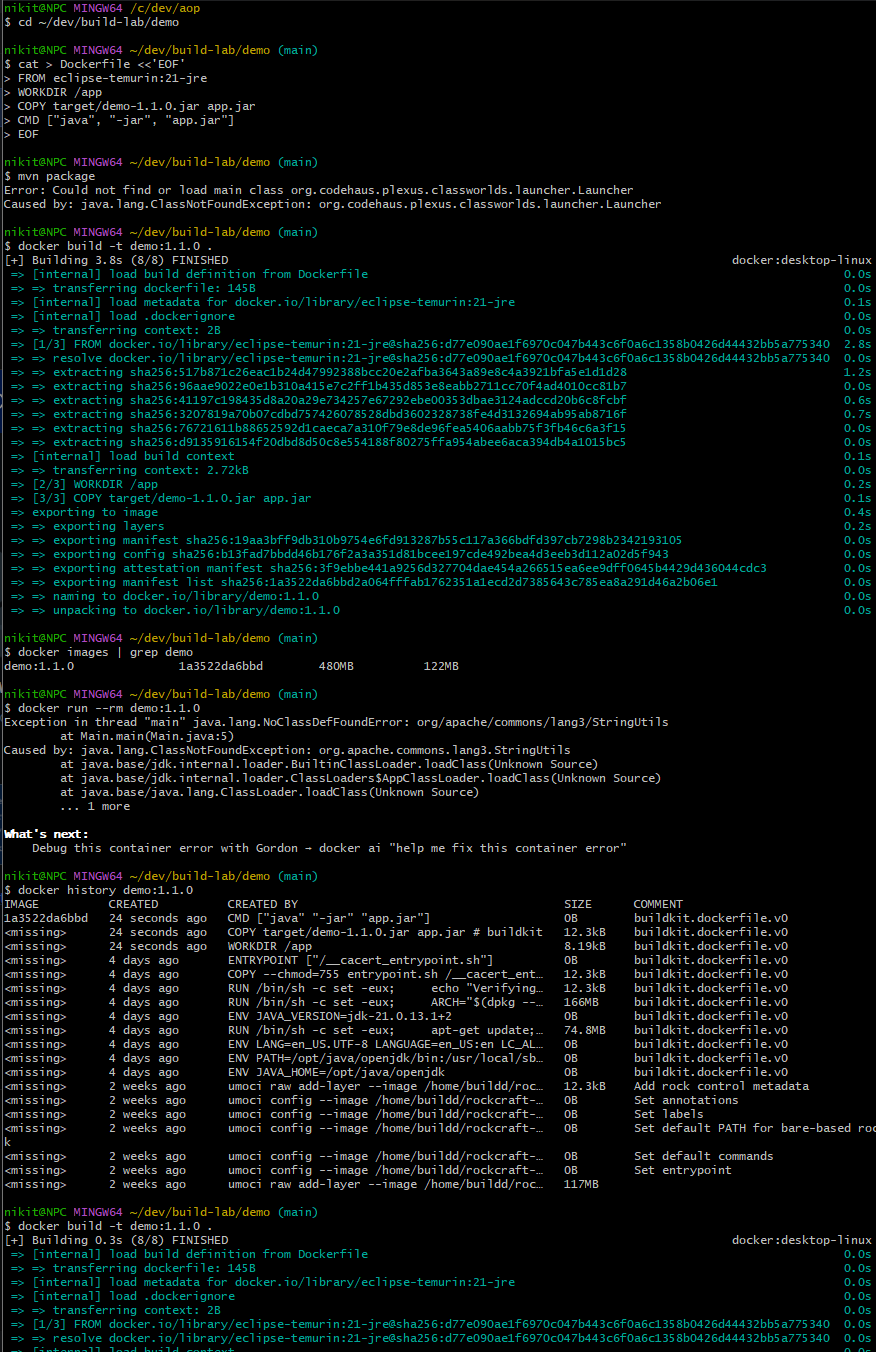 nikit@NPC MINGW64 /c/dev/aop
$ cd ~/dev/build-lab/demo
nikit@NPC MINGW64 ~/dev/build-lab/demo (main)
$ cat > Dockerfile <<'EOF'
> FROM eclipse-temurin:21-jre
> WORKDIR /app
> COPY target/demo-1.1.0.jar app.jar
> CMD ["java", "-jar", "app.jar"]
> EOF
nikit@NPC MINGW64 ~/dev/build-lab/demo (main)
$ mvn package
Error: Could not find or load main class org.codehaus.plexus.classworlds.launcher.Launcher
Caused by: java.lang.ClassNotFoundException: org.codehaus.plexus.classworlds.launcher.Launcher
nikit@NPC MINGW64 ~/dev/build-lab/demo (main)
$ docker build -t demo:1.1.0 .
[+] Building 3.8s (8/8) FINISHED docker:desktop-linux
=> [internal] load build definition from Dockerfile 0.0s
=> => transferring dockerfile: 145B 0.0s
=> [internal] load metadata for docker.io/library/eclipse-temurin:21-jre 0.1s
=> [internal] load .dockerignore 0.0s
=> => transferring context: 2B 0.0s
=> [1/3] FROM docker.io/library/eclipse-temurin:21-jre@sha256:d77e090ae1f6970c047b443c6f0a6c1358b0426d44432bb5a775340 2.8s
=> => resolve docker.io/library/eclipse-temurin:21-jre@sha256:d77e090ae1f6970c047b443c6f0a6c1358b0426d44432bb5a775340 0.0s
=> => extracting sha256:517b871c26eac1b24d47992388bcc20e2afba3643a89e8c4a3921bfa5e1d1d28 1.2s
=> => extracting sha256:96aae9022e0e1b310a415e7c2ff1b435d853e8eabb2711cc70f4ad4010cc81b7 0.0s
=> => extracting sha256:41197c198435d8a20a29e734257e67292ebe00353dbae3124adccd20b6c8fcbf 0.6s
=> => extracting sha256:3207819a70b07cdbd757426078528dbd3602328738fe4d3132694ab95ab8716f 0.7s
=> => extracting sha256:76721611b88652592d1caeca7a310f79e8de96fea5406aabb75f3fb46c6a3f15 0.0s
=> => extracting sha256:d9135916154f20dbd8d50c8e554188f80275ffa954abee6aca394db4a1015bc5 0.0s
=> [internal] load build context 0.1s
=> => transferring context: 2.72kB 0.0s
=> [2/3] WORKDIR /app 0.2s
=> [3/3] COPY target/demo-1.1.0.jar app.jar 0.1s
=> exporting to image 0.4s
=> => exporting layers 0.2s
=> => exporting manifest sha256:19aa3bff9db310b9754e6fd913287b55c117a366bdfd397cb7298b2342193105 0.0s
=> => exporting config sha256:b13fad7bbdd46b176f2a3a351d81bcee197cde492bea4d3eeb3d112a02d5f943 0.0s
=> => exporting attestation manifest sha256:3f9ebbe441a9256d327704dae454a266515ea6ee9dff0645b4429d436044cdc3 0.0s
=> => exporting manifest list sha256:1a3522da6bbd2a064fffab1762351a1ecd2d7385643c785ea8a291d46a2b06e1 0.0s
=> => naming to docker.io/library/demo:1.1.0 0.0s
=> => unpacking to docker.io/library/demo:1.1.0 0.0s
nikit@NPC MINGW64 ~/dev/build-lab/demo (main)
$ docker images | grep demo
demo:1.1.0 1a3522da6bbd 480MB 122MB
nikit@NPC MINGW64 ~/dev/build-lab/demo (main)
$ docker run --rm demo:1.1.0
Exception in thread "main" java.lang.NoClassDefFoundError: org/apache/commons/lang3/StringUtils
at Main.main(Main.java:5)
Caused by: java.lang.ClassNotFoundException: org.apache.commons.lang3.StringUtils
at java.base/jdk.internal.loader.BuiltinClassLoader.loadClass(Unknown Source)
at java.base/jdk.internal.loader.ClassLoaders$AppClassLoader.loadClass(Unknown Source)
at java.base/java.lang.ClassLoader.loadClass(Unknown Source)
... 1 more
What's next:
Debug this container error with Gordon → docker ai "help me fix this container error"
nikit@NPC MINGW64 ~/dev/build-lab/demo (main)
$ docker history demo:1.1.0
IMAGE CREATED CREATED BY SIZE COMMENT
1a3522da6bbd 24 seconds ago CMD ["java" "-jar" "app.jar"] 0B buildkit.dockerfile.v0
<missing> 24 seconds ago COPY target/demo-1.1.0.jar app.jar # buildkit 12.3kB buildkit.dockerfile.v0
<missing> 24 seconds ago WORKDIR /app 8.19kB buildkit.dockerfile.v0
<missing> 4 days ago ENTRYPOINT ["/__cacert_entrypoint.sh"] 0B buildkit.dockerfile.v0
<missing> 4 days ago COPY --chmod=755 entrypoint.sh /__cacert_ent… 12.3kB buildkit.dockerfile.v0
<missing> 4 days ago RUN /bin/sh -c set -eux; echo "Verifying… 12.3kB buildkit.dockerfile.v0
<missing> 4 days ago RUN /bin/sh -c set -eux; ARCH="$(dpkg --… 166MB buildkit.dockerfile.v0
<missing> 4 days ago ENV JAVA_VERSION=jdk-21.0.13.1+2 0B buildkit.dockerfile.v0
<missing> 4 days ago RUN /bin/sh -c set -eux; apt-get update;… 74.8MB buildkit.dockerfile.v0
<missing> 4 days ago ENV LANG=en_US.UTF-8 LANGUAGE=en_US:en LC_AL… 0B buildkit.dockerfile.v0
<missing> 4 days ago ENV PATH=/opt/java/openjdk/bin:/usr/local/sb… 0B buildkit.dockerfile.v0
<missing> 4 days ago ENV JAVA_HOME=/opt/java/openjdk 0B buildkit.dockerfile.v0
<missing> 2 weeks ago umoci raw add-layer --image /home/buildd/roc… 12.3kB Add rock control metadata
<missing> 2 weeks ago umoci config --image /home/buildd/rockcraft-… 0B Set annotations
<missing> 2 weeks ago umoci config --image /home/buildd/rockcraft-… 0B Set labels
<missing> 2 weeks ago umoci config --image /home/buildd/rockcraft-… 0B Set default PATH for bare-based roc
k
<missing> 2 weeks ago umoci config --image /home/buildd/rockcraft-… 0B Set default commands
<missing> 2 weeks ago umoci config --image /home/buildd/rockcraft-… 0B Set entrypoint
<missing> 2 weeks ago umoci raw add-layer --image /home/buildd/roc… 117MB
nikit@NPC MINGW64 ~/dev/build-lab/demo (main)
$ docker build -t demo:1.1.0 .
[+] Building 0.3s (8/8) FINISHED docker:desktop-linux
=> [internal] load build definition from Dockerfile 0.0s
=> => transferring dockerfile: 145B 0.0s
=> [internal] load metadata for docker.io/library/eclipse-temurin:21-jre 0.0s
=> [internal] load .dockerignore 0.0s
=> => transferring context: 2B 0.0s
=> [1/3] FROM docker.io/library/eclipse-temurin:21-jre@sha256:d77e090ae1f6970c047b443c6f0a6c1358b0426d44432bb5a775340 0.0s
=> => resolve docker.io/library/eclipse-temurin:21-jre@sha256:d77e090ae1f6970c047b443c6f0a6c1358b0426d44432bb5a775340 0.0s
=> [internal] load build context 0.0s